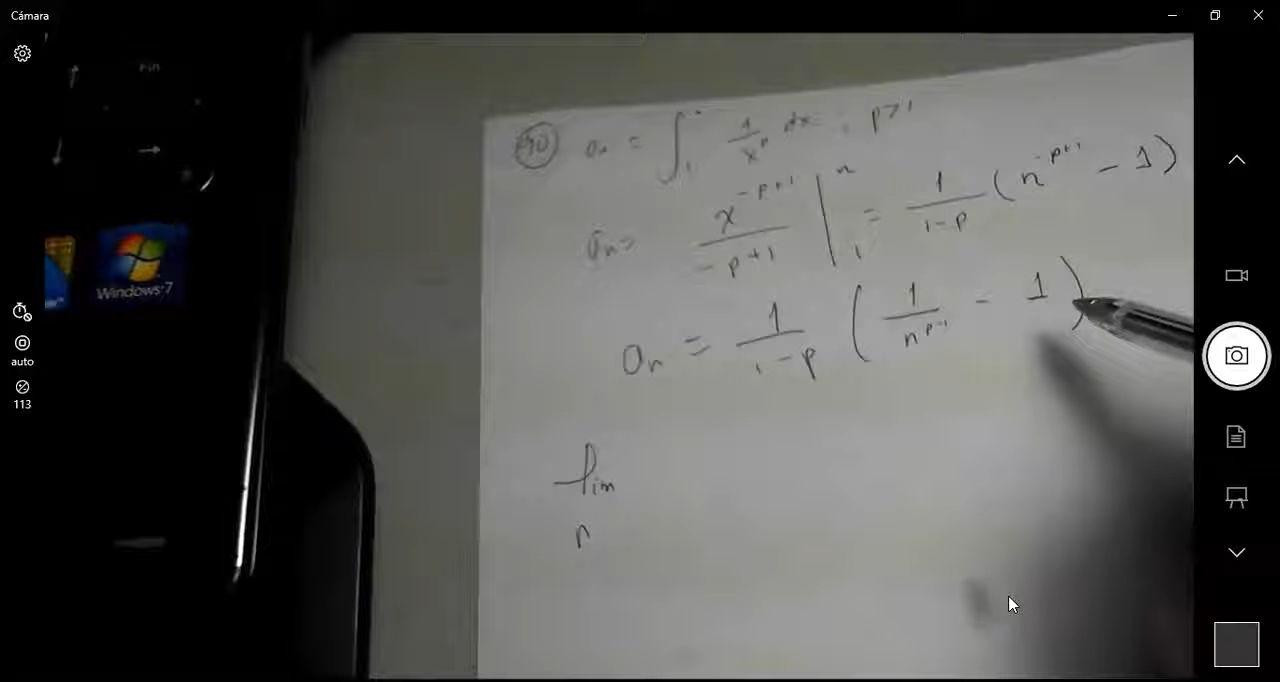 Cámara
90 aₙ = ∫₁ⁿ 1/xᵖ dx ; p>1
aₙ = x^(-p+1)/(-p+1) |₁ⁿ = 1/(1-p) (n^(-p+1) - 1)
aₙ = 1/(1-p) (1/n^(p-1) - 1)
lim
n
Windows 7
Fin
auto
113